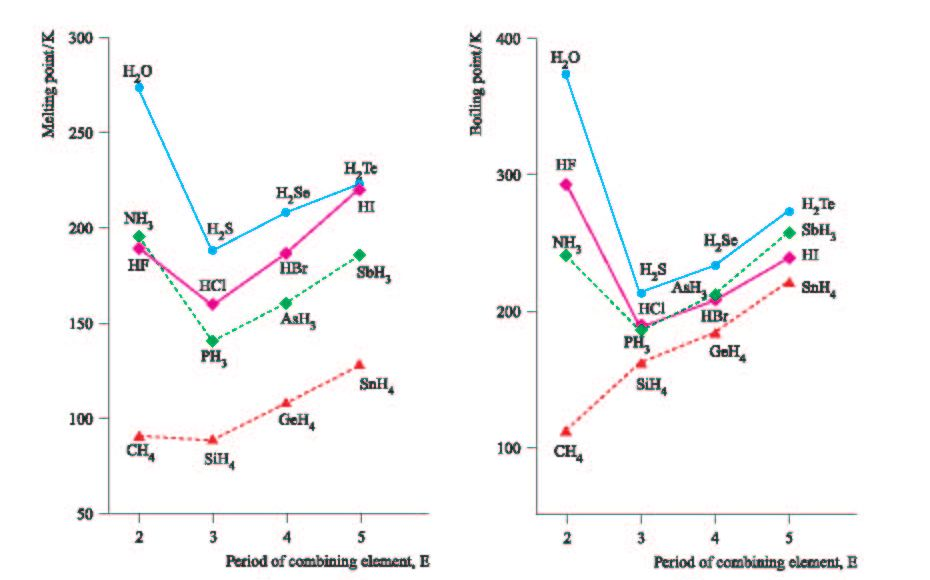 Melting point/K
300
250
200
150
100
50
H2O
NH3
HF
H2S
HCl
PH3
H2Se
HBr
AsH3
H2Te
HI
SbH3
CH4
SiH4
GeH4
SnH4
2 3 4 5
Period of combining element, E
Boiling point/K
400
300
200
100
H2O
HF
NH3
H2S
HCl
PH3
SiH4
H2Se
AsH3
HBr
GeH4
H2Te
SbH3
HI
SnH4
CH4
2 3 4 5
Period of combining element, E